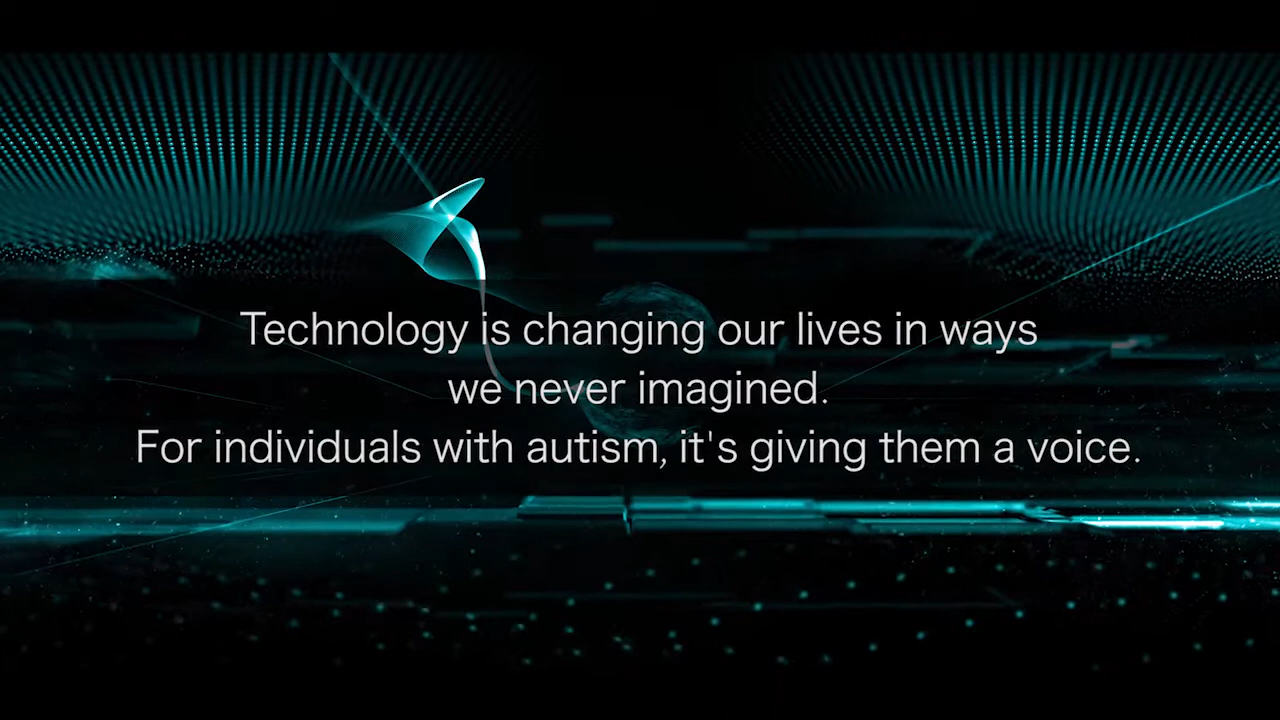 Technology is changing our lives in ways
we never imagined.
For individuals with autism, it's giving them a voice.